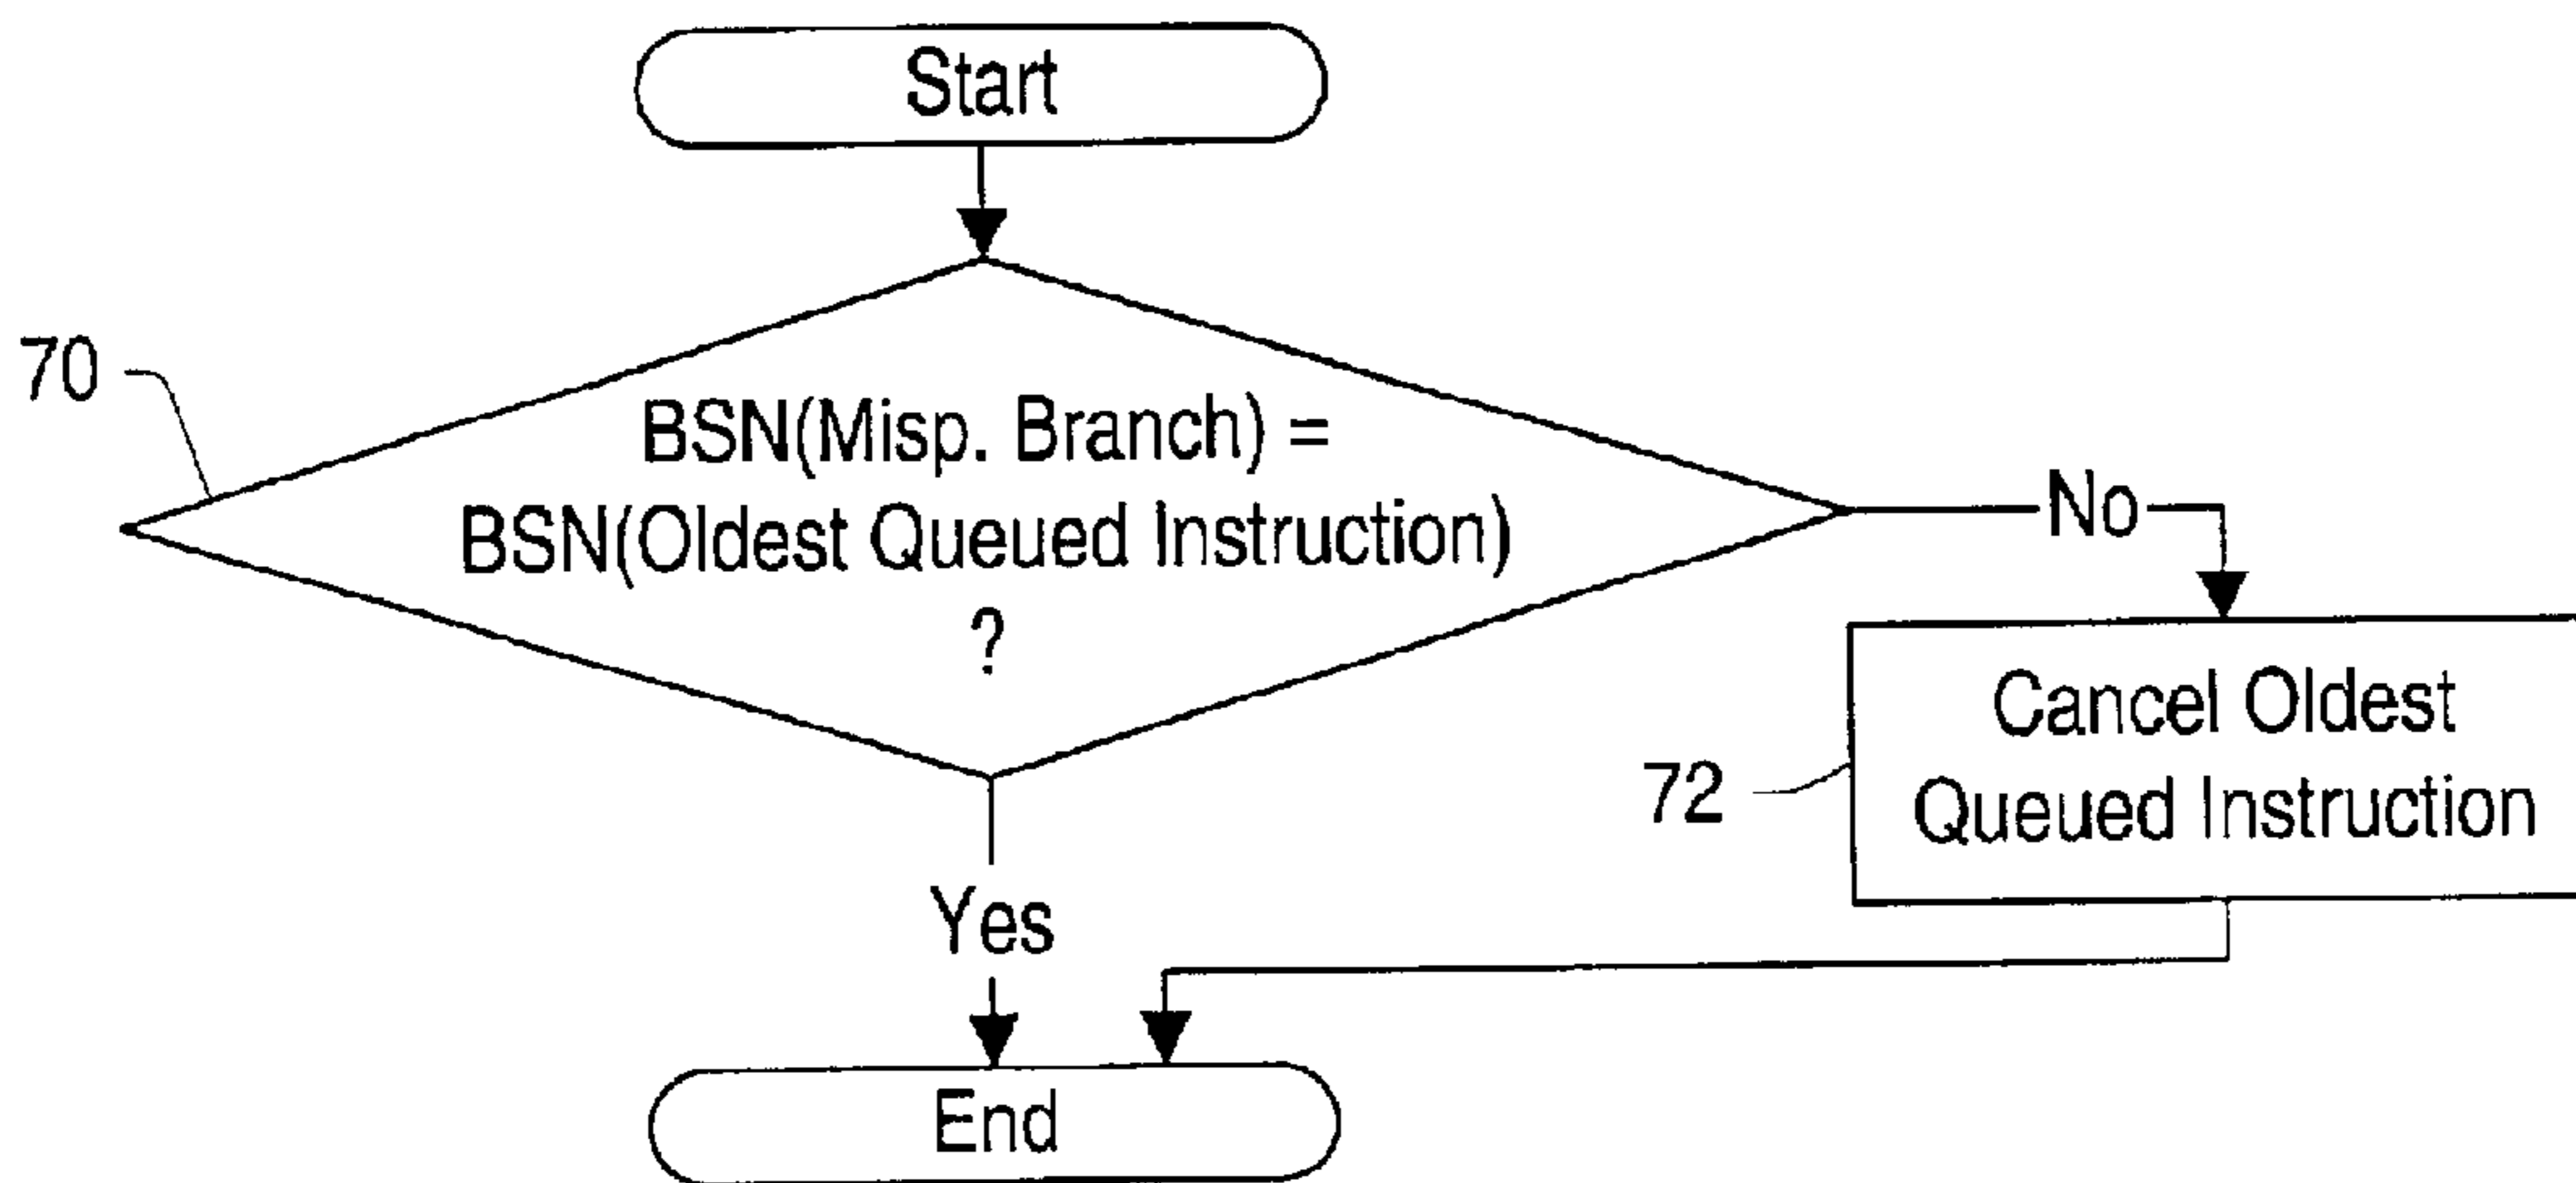 Start
70
BSN(Misp. Branch) =
BSN(Oldest Queued Instruction)
?
No
72
Cancel Oldest
Queued Instruction
Yes
End